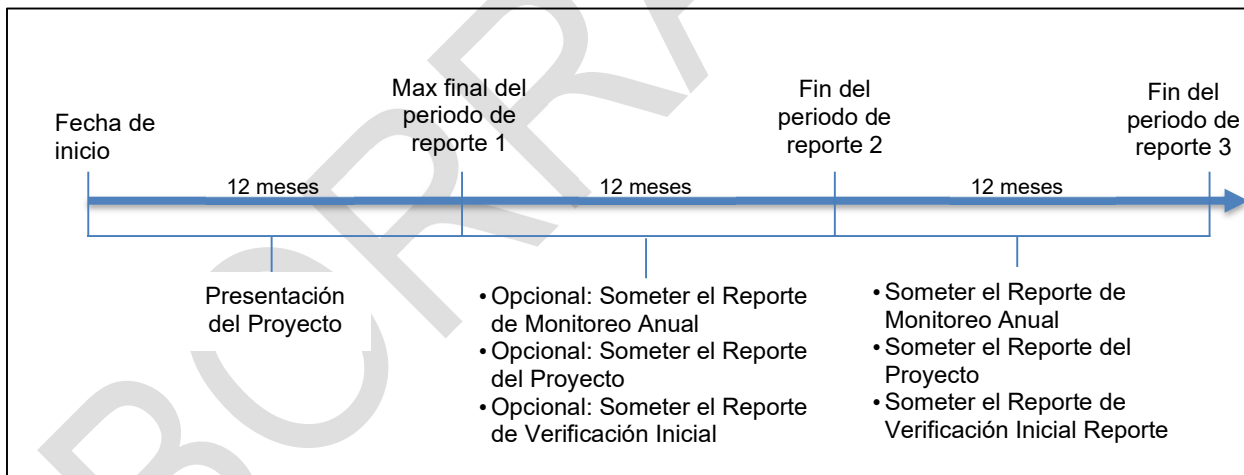 Fecha de
inicio
Max final del
periodo de
reporte 1
Fin del
periodo de
reporte 2
Fin del
periodo de
reporte 3
12 meses
12 meses
12 meses
Presentación
del Proyecto
• Opcional: Someter el Reporte
de Monitoreo Anual
• Opcional: Someter el Reporte
del Proyecto
• Opcional: Someter el Reporte
de Verificación Inicial
• Someter el Reporte de
Monitoreo Anual
• Someter el Reporte del
Proyecto
• Someter el Reporte de
Verificación Inicial Reporte
BORRA